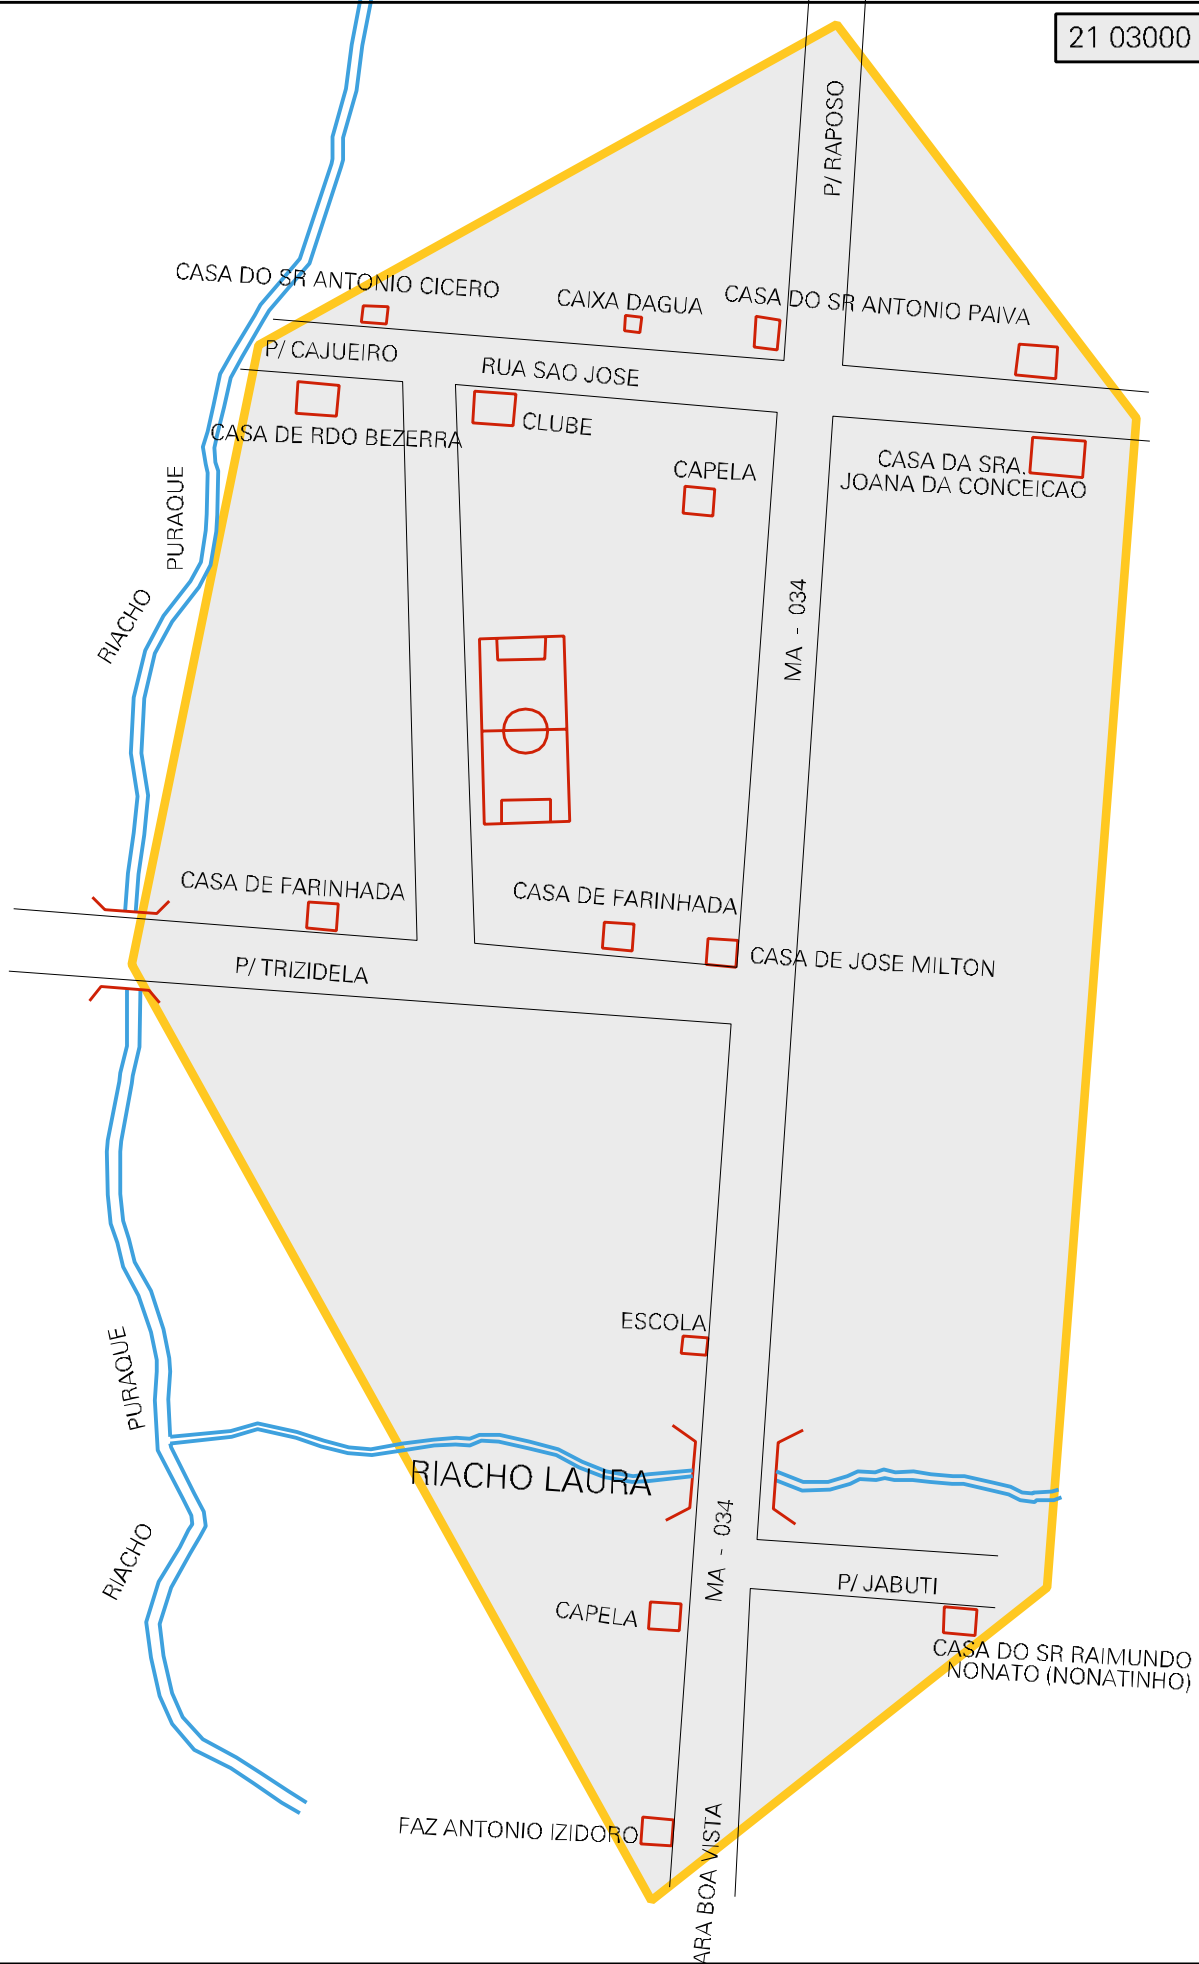 21 03000
P/ RAPOSO
CASA DO SR ANTONIO CICERO
CAIXA DAGUA
CASA DO SR ANTONIO PAIVA
P/ CAJUEIRO
RUA SAO JOSE
CASA DE RDO BEZERRA
CLUBE
CAPELA
CASA DA SRA.
JOANA DA CONCEICAO
PURAQUE
RIACHO
MA - 034
CASA DE FARINHADA
CASA DE FARINHADA
CASA DE JOSE MILTON
P/ TRIZIDELA
ESCOLA
PURAQUE
RIACHO LAURA
MA - 034
RIACHO
P/ JABUTI
CAPELA
CASA DO SR RAIMUNDO
NONATO (NONATINHO)
FAZ ANTONIO IZIDORO
ARA BOA VISTA